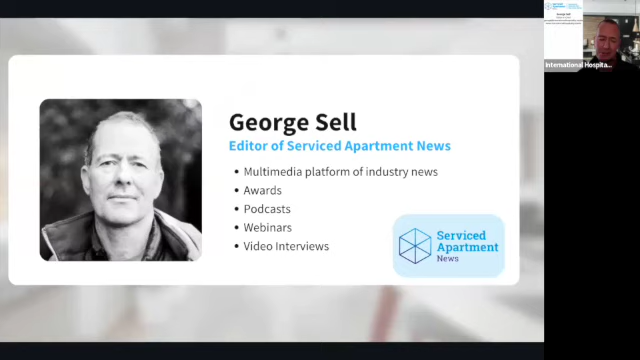 George Sell
Editor of Serviced Apartment News
Multimedia platform of industry news
Awards
Podcasts
Webinars
Video Interviews
Serviced
Apartment
News
International Hospita...